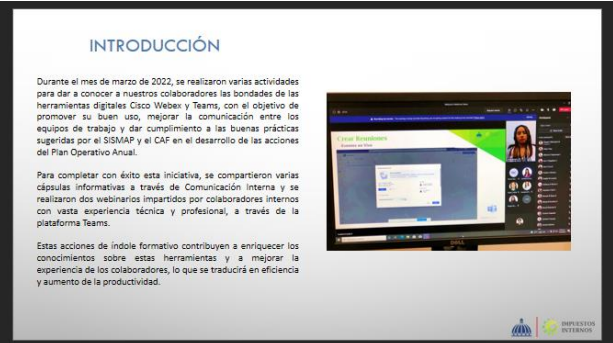 INTRODUCCIÓN
Durante el mes de marzo de 2022, se realizaron varias actividades
para dar a conocer a nuestros colaboradores las bondades de las
herramientas digitales Cisco Webex y Teams, con el objetivo de
promover su buen uso, mejorar la comunicación entre los
equipos de trabajo y dar cumplimiento a las buenas prácticas
sugeridas por el SISMAP y el CAF en el desarrollo de las acciones
del Plan Operativo Anual.
Para completar con éxito esta iniciativa, se compartieron varias
cápsulas informativas a través de Comunicación Interna y se
realizaron dos webinarios impartidos por colaboradores internos
con vasta experiencia técnica y profesional, a través de la
plataforma Teams.
Estas acciones de índole formativo contribuyen a enriquecer los
conocimientos sobre estas herramientas y a mejorar la
experiencia de los colaboradores, lo que se traducirá en eficiencia
y aumento de la productividad.
Crear Reuniones
DELL
IMPUESTOS
INTERNOS